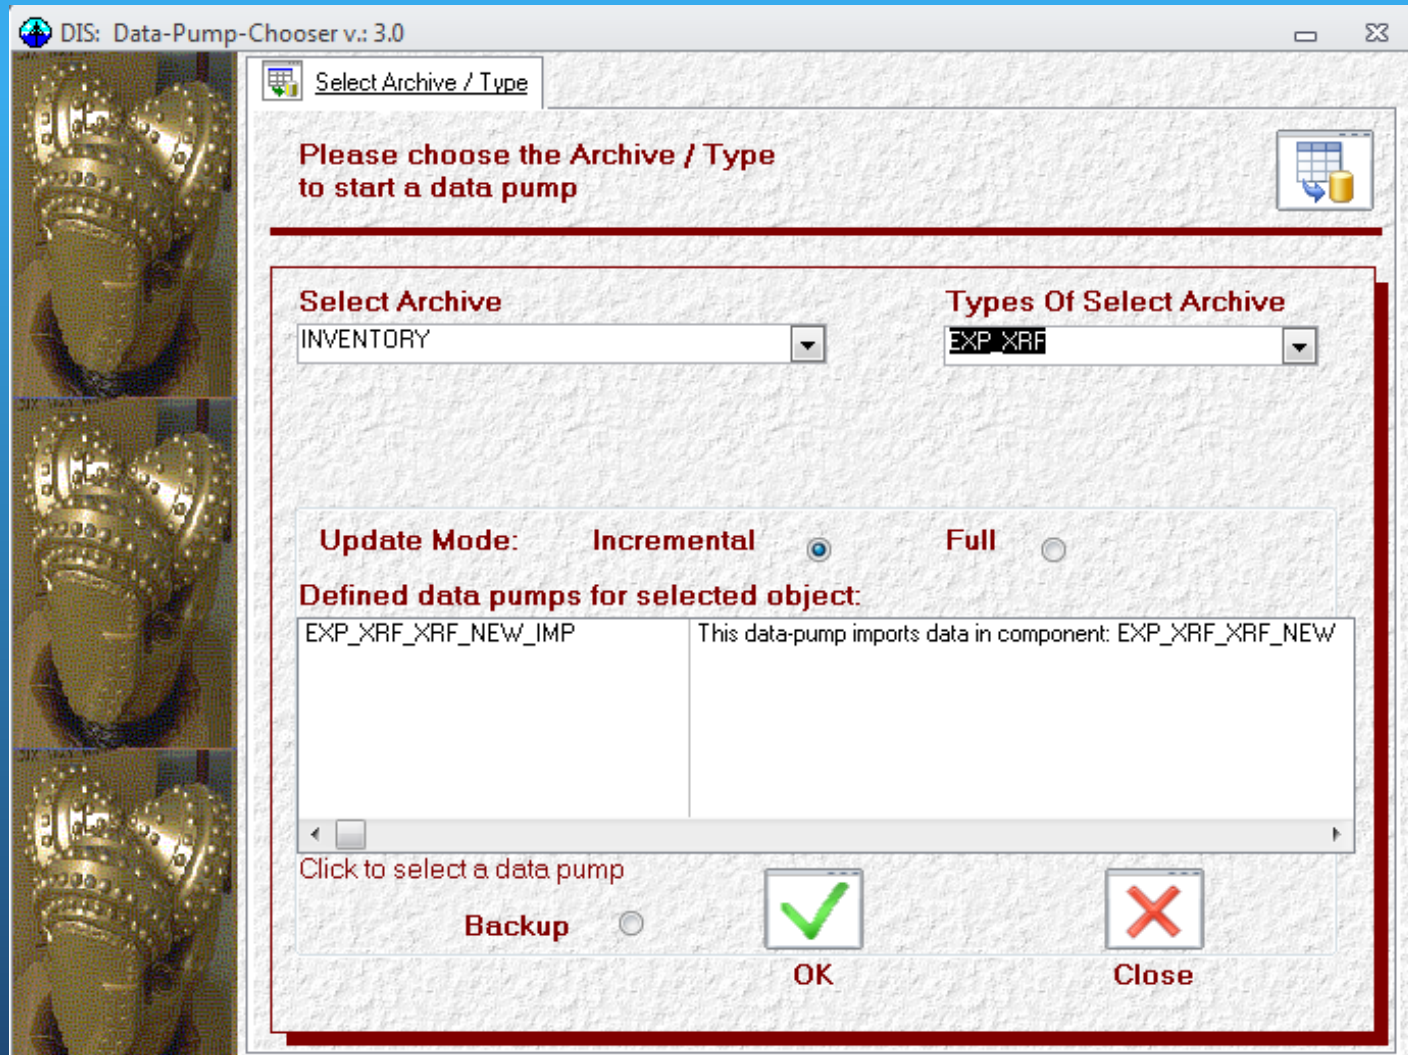 DIS: Data-Pump-Chooser v.: 3.0
Select Archive / Type
Please choose the Archive / Type
to start a data pump
Select Archive
Types Of Select Archive
INVENTORY
EXP_XRF
Update Mode: Incremental Full
Defined data pumps for selected object:
EXP_XRF_XRF_NEW_IMP This data-pump imports data in component: EXP_XRF_XRF_NEW
Click to select a data pump
Backup
OK
Close